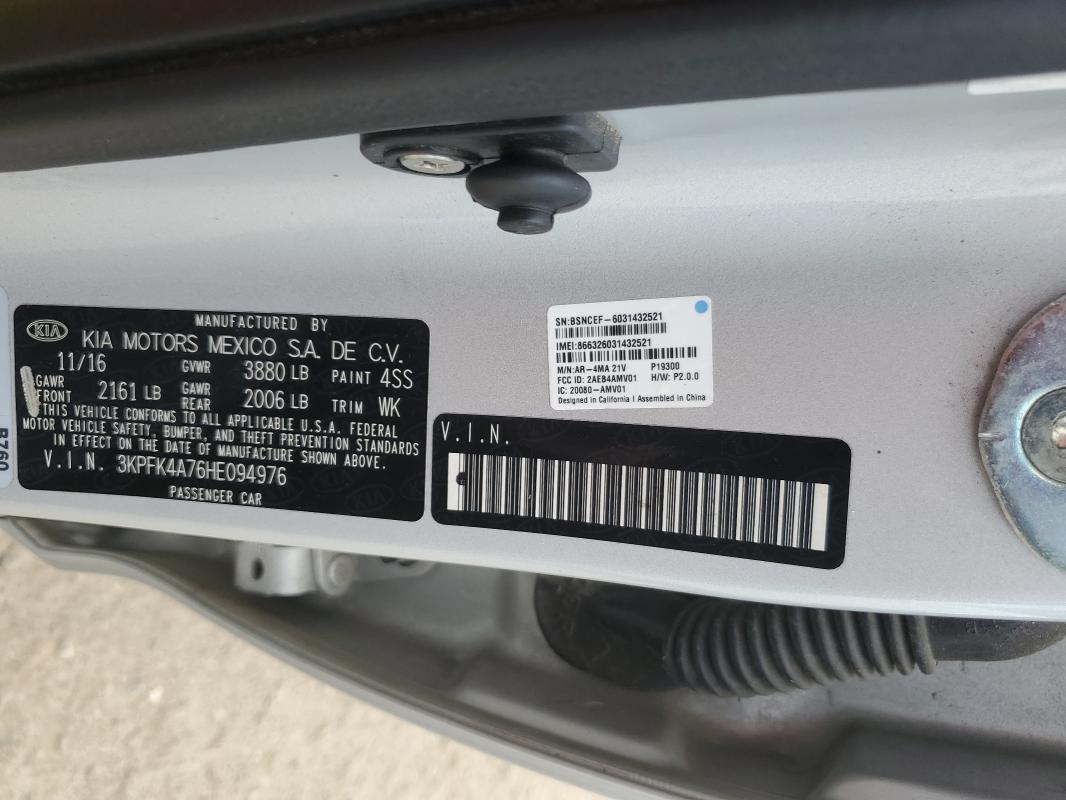 B760
KIA
MANUFACTURED BY
KIA MOTORS MEXICO S.A. DE C.V.
11/16 GVWR 3880 LB PAINT 4SS
GAWR FRONT 2161 LB GAWR REAR 2006 LB TRIM WK
THIS VEHICLE CONFORMS TO ALL APPLICABLE U.S.A. FEDERAL
MOTOR VEHICLE SAFETY, BUMPER, AND THEFT PREVENTION STANDARDS
IN EFFECT ON THE DATE OF MANUFACTURE SHOWN ABOVE.
V.I.N. 3KPFK4A76HE094976
PASSENGER CAR
SN:BSNCEF-6031432521
IMEI:866326031432521
M/N:AR-4MA 21V P19300
FCC ID: 2AEB4AMV01 H/W: P2.0.0
IC: 20080-AMV01
Designed in California | Assembled in China
V.I.N.